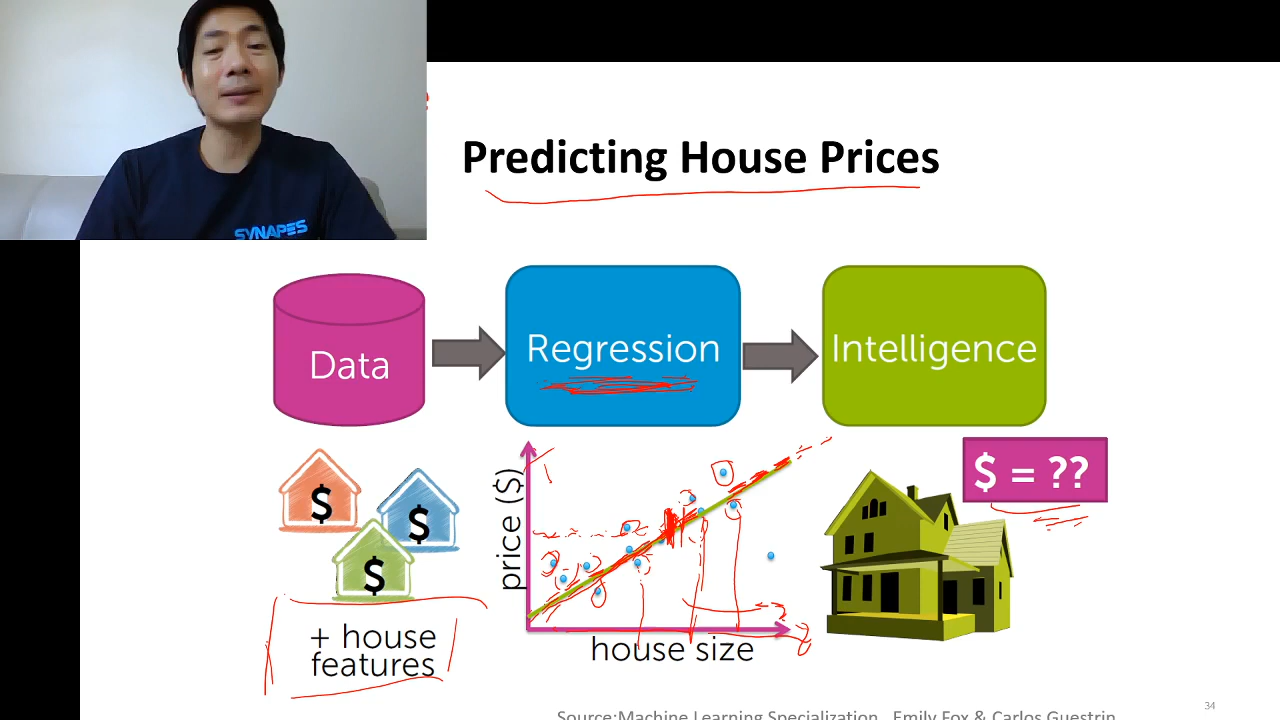 SYNAPES
Predicting House Prices
Data
Regression
Intelligence
$
$
$
+ house
features
price ($)
house size
$ = ??
34
Source:Machine Learning Specialization, Emily Fox & Carlos Guestrin